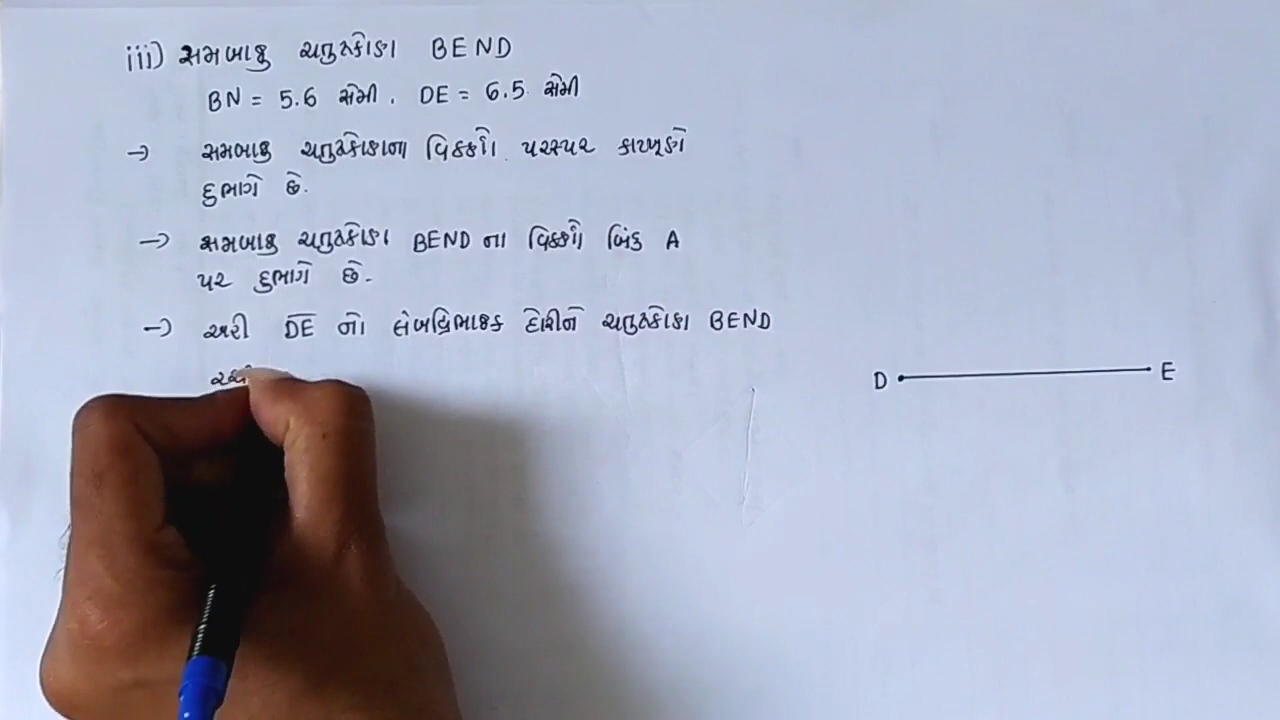 iii) સમબાજુ ચતુષ્કોણ BEND
BN = 5.6 સેમી. DE = 6.5 સેમી
→ સમબાજુ ચતુષ્કોણના વિકર્ણો પરસ્પર કાટખૂણે
દુભાગે છે.
→ સમબાજુ ચતુષ્કોણ BEND ના વિકર્ણો બિંદુ A
પર દુભાગે છે.
→ અહી DE નો લંબદ્વિભાજક દોરીને ચતુષ્કોણ BEND
D E